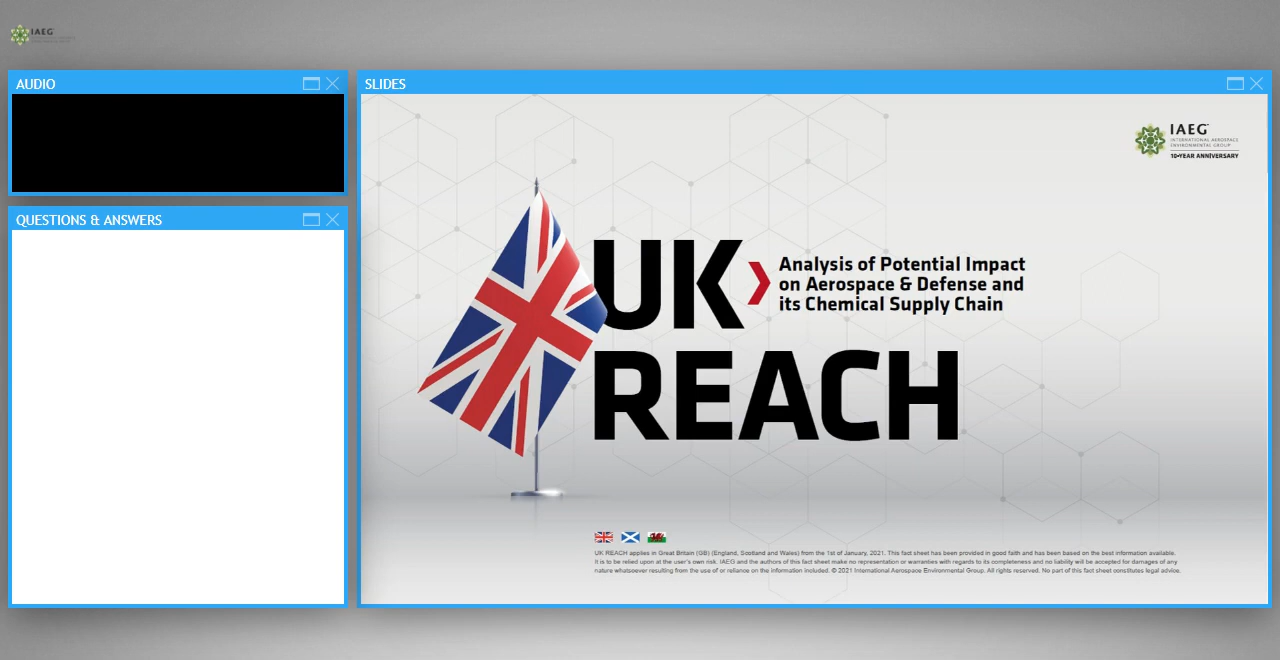 IAEG
AUDIO
SLIDES
QUESTIONS & ANSWERS
IAEG™
INTERNATIONAL AEROSPACE
ENVIRONMENTAL GROUP
10-YEAR ANNIVERSARY
UK
Analysis of Potential Impact
on Aerospace & Defense and
its Chemical Supply Chain
REACH
UK REACH applies in Great Britain (GB) (England, Scotland and Wales) from the 1st of January, 2021. This fact sheet has been provided in good faith and has been based on the best information available.
It is to be relied upon at the user's own risk. IAEG and the authors of this fact sheet make no representation or warranties with regards to its completeness and no liability will be accepted for damages of any
nature whatsoever resulting from the use of or reliance on the information included. © 2021 International Aerospace Environmental Group. All rights reserved. No part of this fact sheet constitutes legal advice.